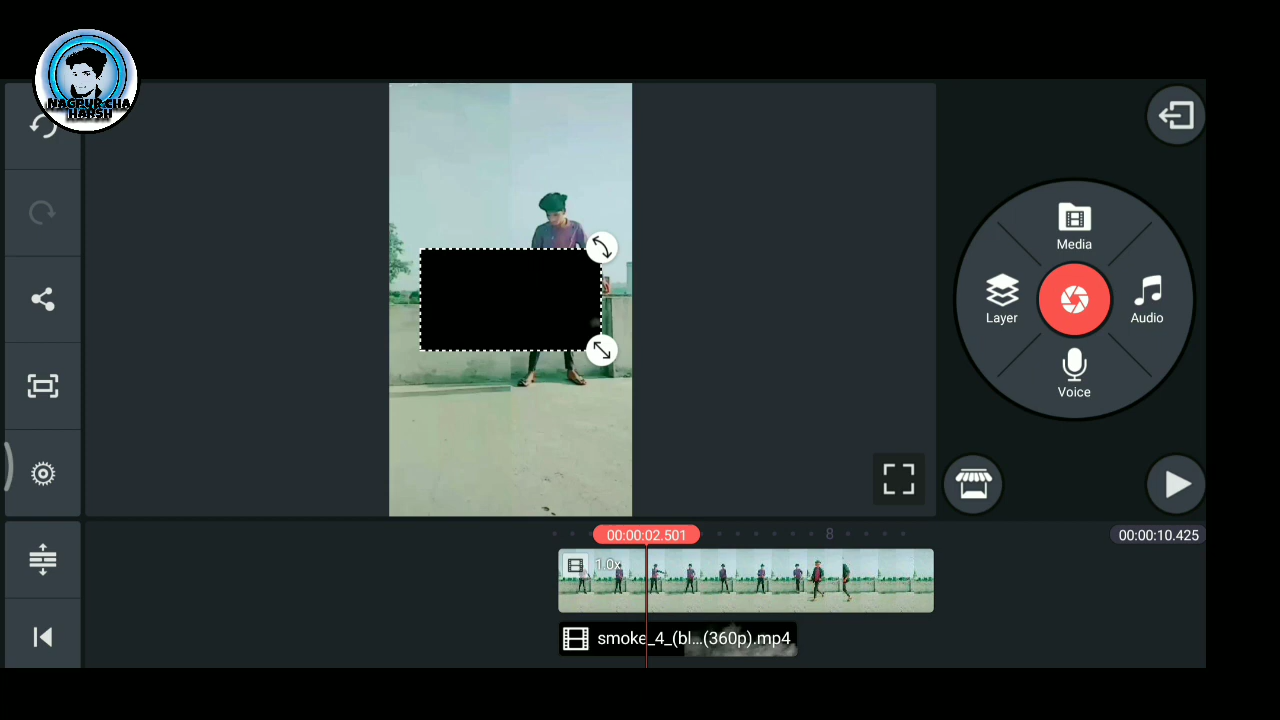 NAGPUR CHA
HARSH
Media
Layer
Audio
Voice
00:00:02.501
8
00:00:10.425
1.0x
smoke_4_(bl...(360p).mp4